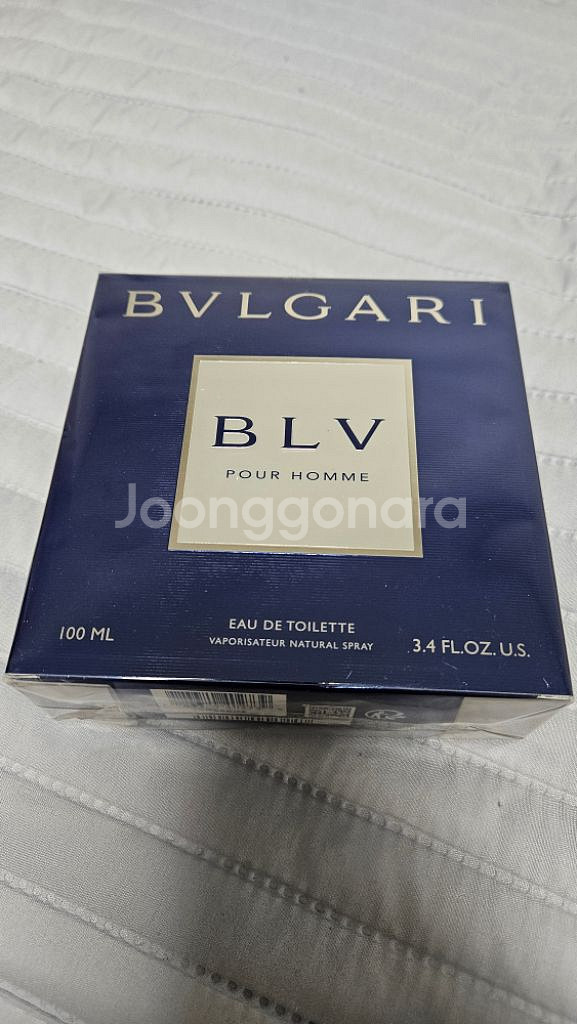 BVLGARI
BLV
POUR HOMME
Joonggonara
EAU DE TOILETTE
VAPORISATEUR NATURAL SPRAY
100 ML
3.4 FL.OZ. U.S.